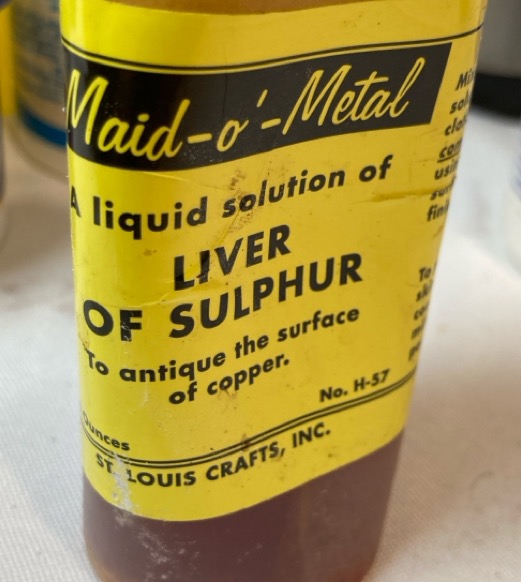 Maid-o'-Metal
A liquid solution of
LIVER
OF SULPHUR
To antique the surface
of copper.
No. H-57
Ounces
ST. LOUIS CRAFTS, INC.